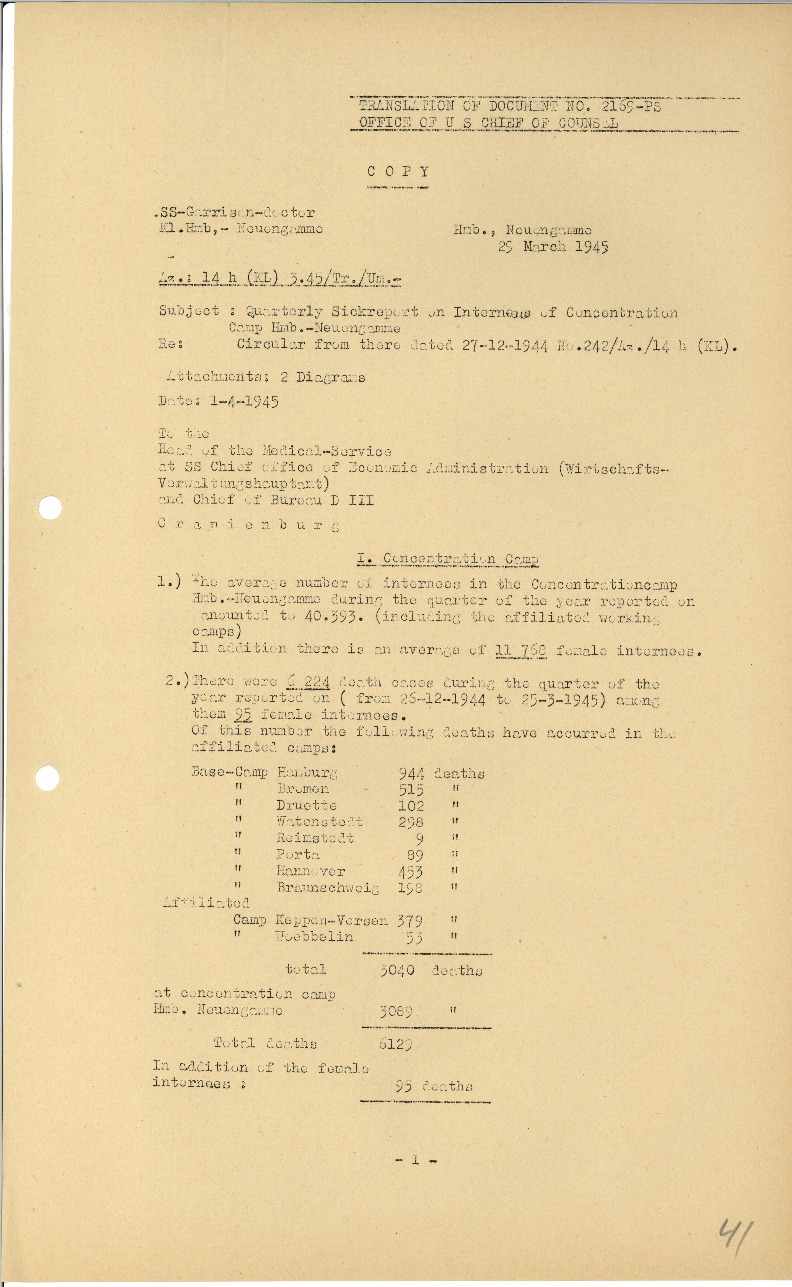 TRANSLATION OF DOCUMENT NO. 2169-PS
OFFICE OF U S CHIEF OF COUNSEL
C O P Y
.SS-Garrison-doctor
Kl.Hmb,- Neuengamme
Hmb., Neuengamme
25 March 1945
-
Az.: 14 h (KL) 3.45/Tr./Um.-
Subject : Quarterly Sickreport on Internees of Concentration
Camp Hmb.-Neuengamme
Re: Circular from there dated 27-12-1944 No.242/Az./14 h (KL).
Attachments: 2 Diagrams
Date: 1-4-1945
To the
Head of the Medical-Service
at SS Chief office of Economic Administration (Wirtschafts-
Verwaltungshauptamt)
and Chief of Bureau D III
O r a n i e n b u r g
I. Concentration Camp
1.) The average number of internees in the Concentrationcamp
Hmb.-Neuengamme during the quarter of the year reported on
amounted to 40.393. (including the affiliated working
camps)
In addition there is an average of 11 768 female internees.
2.)There were 6 224 death cases during the quarter of the
year reported on ( from 26-12-1944 to 25-3-1945) among
them 95 female internees.
Of this number the following deaths have accurred in the
affiliated camps:
Base-Camp Hamburg 944 deaths
" Bremen - 515 "
" Druette 102 "
" Watenstedt 298 "
" Reimstedt 9 "
" Porta 89 "
" Hannover 453 "
" Braunschweig 198 "
Affiliated
Camp Meppen-Versen 379 "
" Woebbelin 53 "
total 3040 deaths
at concentration camp
Hmb. Neuengamme 3089 "
Total deaths 6129
In addition of the female
internees : 95 deaths
- 1 -
41